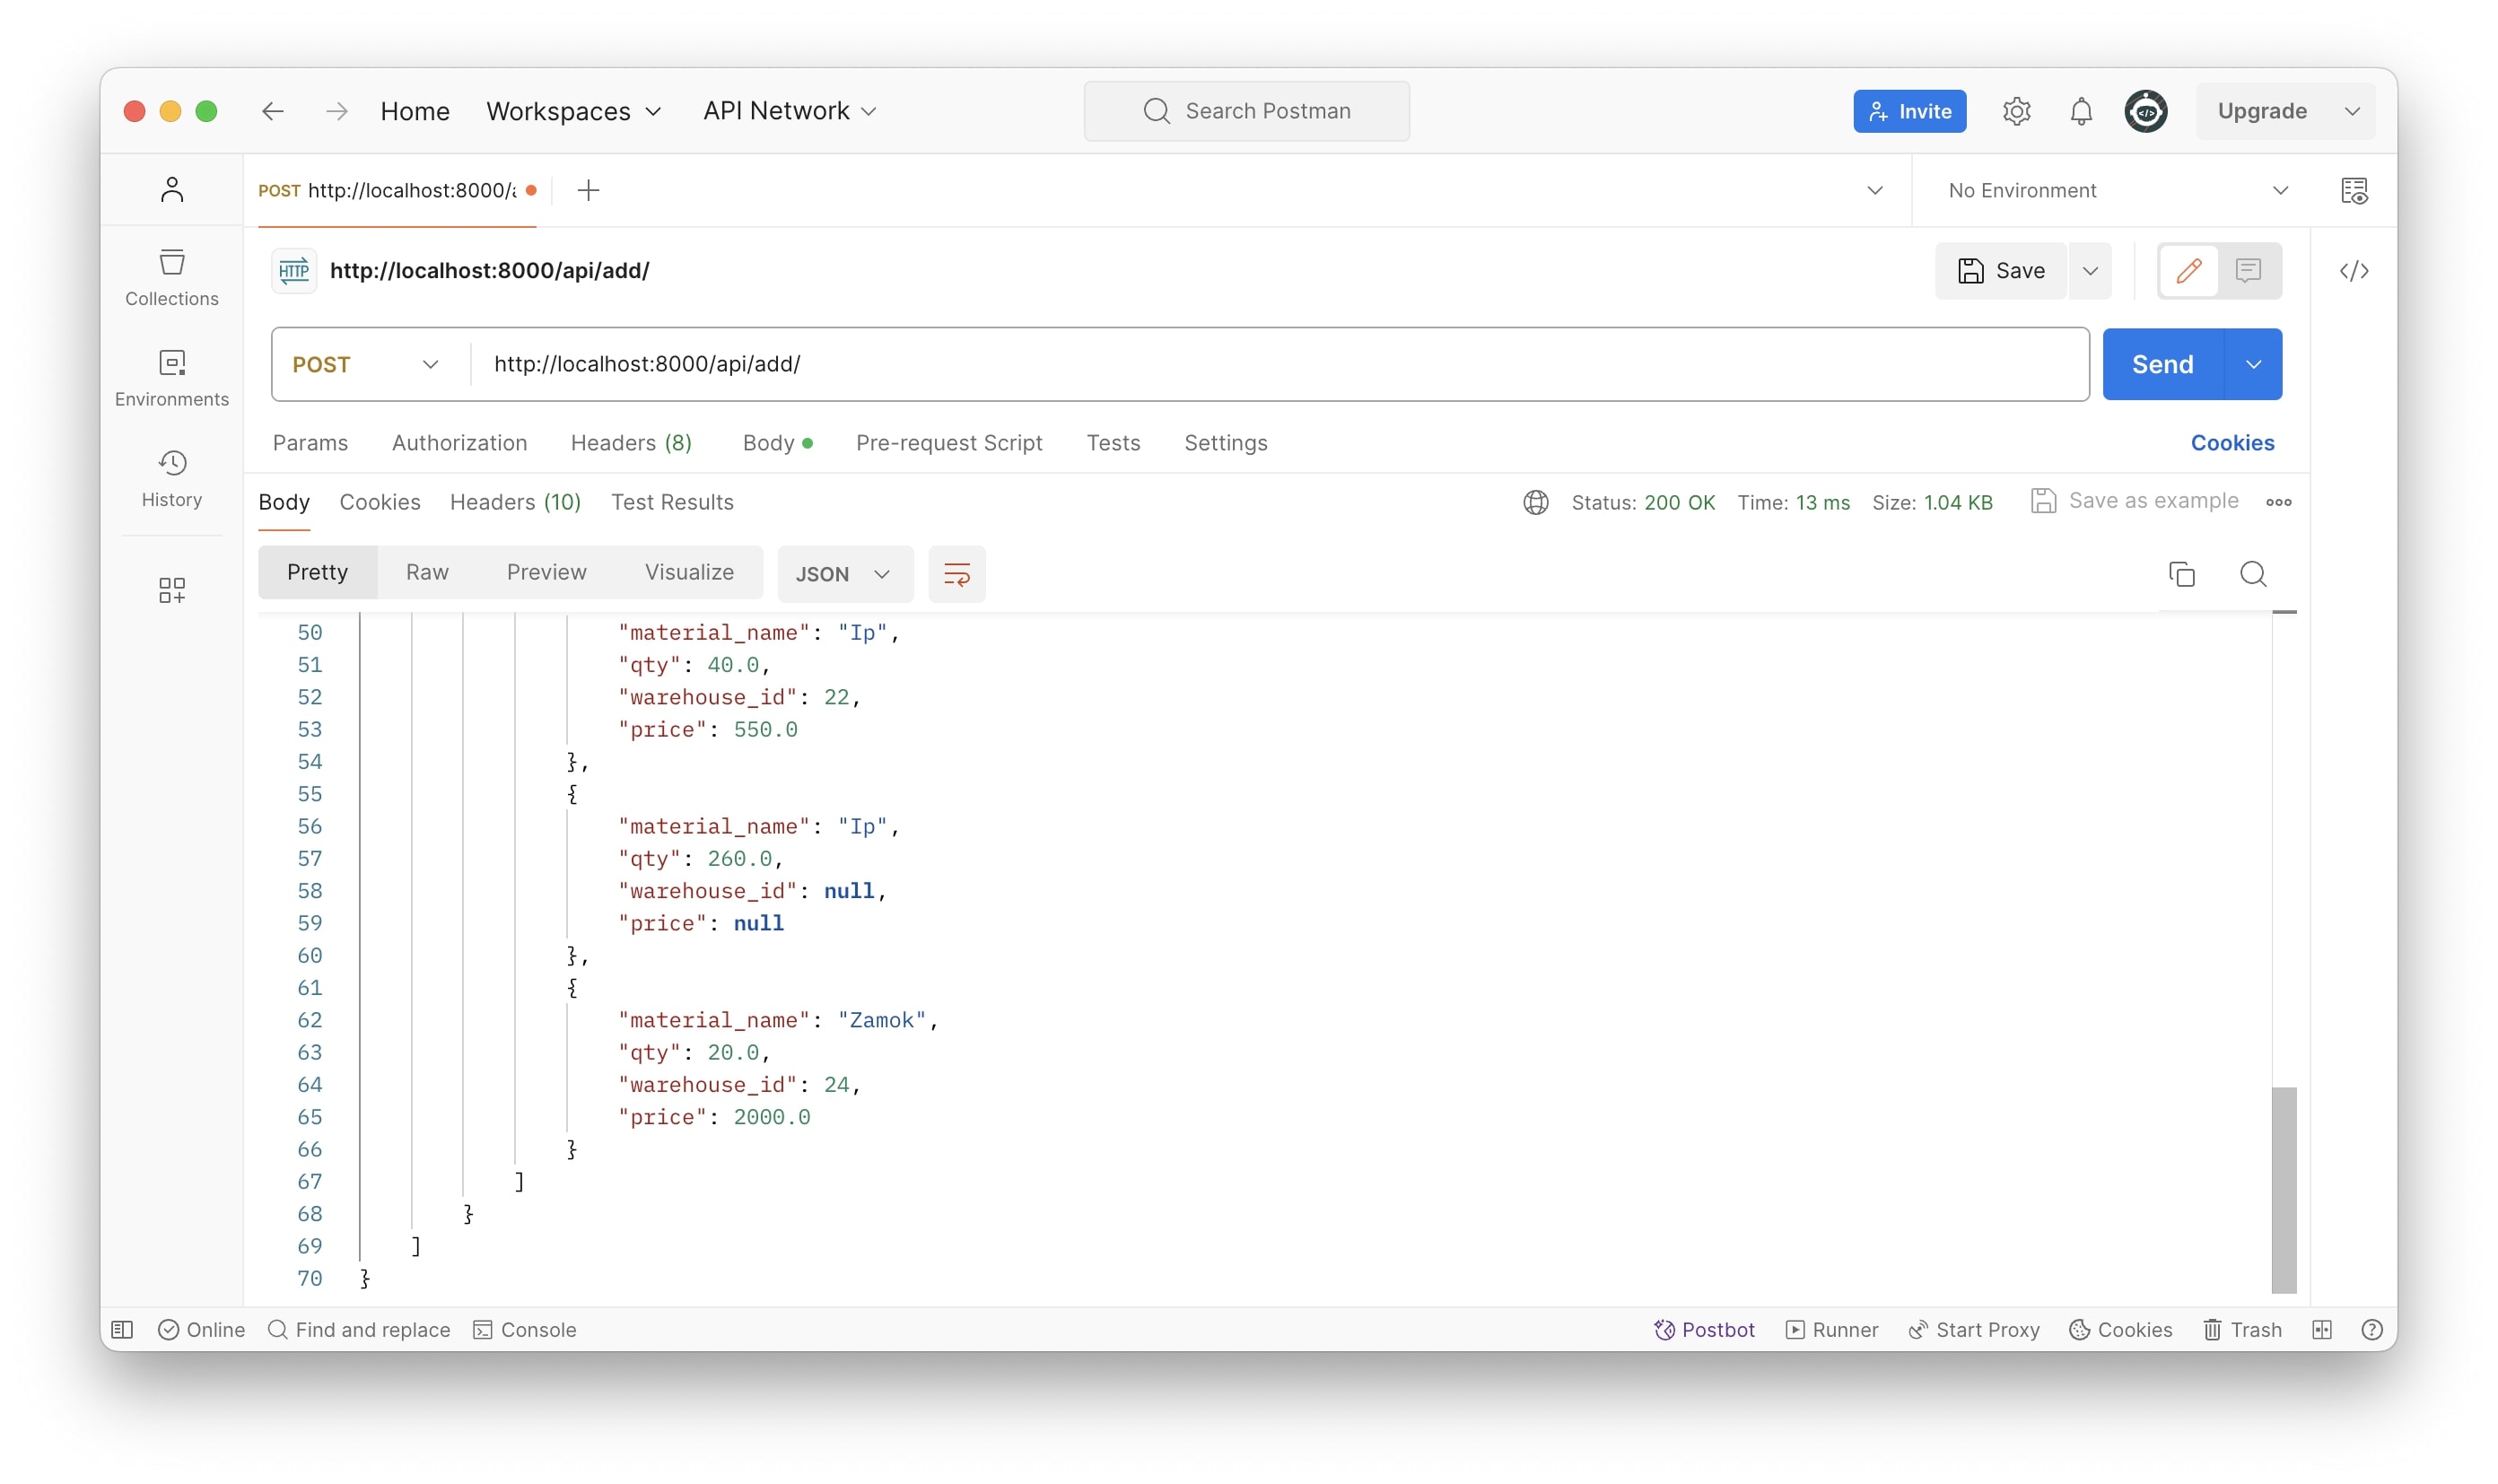 Home Workspaces API Network Search Postman Invite Upgrade
POST http://localhost:8000/a No Environment
HTTP http://localhost:8000/api/add/ Save
Collections
POST http://localhost:8000/api/add/ Send
Environments
Params Authorization Headers (8) Body Pre-request Script Tests Settings Cookies
History
Body Cookies Headers (10) Test Results Status: 200 OK Time: 13 ms Size: 1.04 KB Save as example
Pretty Raw Preview Visualize JSON
50 "material_name": "Ip",
51 "qty": 40.0,
52 "warehouse_id": 22,
53 "price": 550.0
54 },
55 {
56 "material_name": "Ip",
57 "qty": 260.0,
58 "warehouse_id": null,
59 "price": null
60 },
61 {
62 "material_name": "Zamok",
63 "qty": 20.0,
64 "warehouse_id": 24,
65 "price": 2000.0
66 }
67 ]
68 }
69 ]
70 }
Online Find and replace Console Postbot Runner Start Proxy Cookies Trash